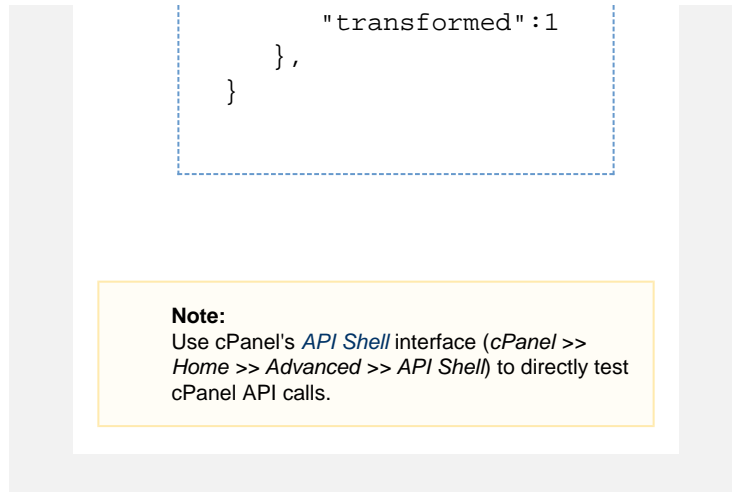 "transformed":1
},
}
Note:
Use cPanel's API Shell interface (cPanel >>
Home >> Advanced >> API Shell) to directly test
cPanel API calls.